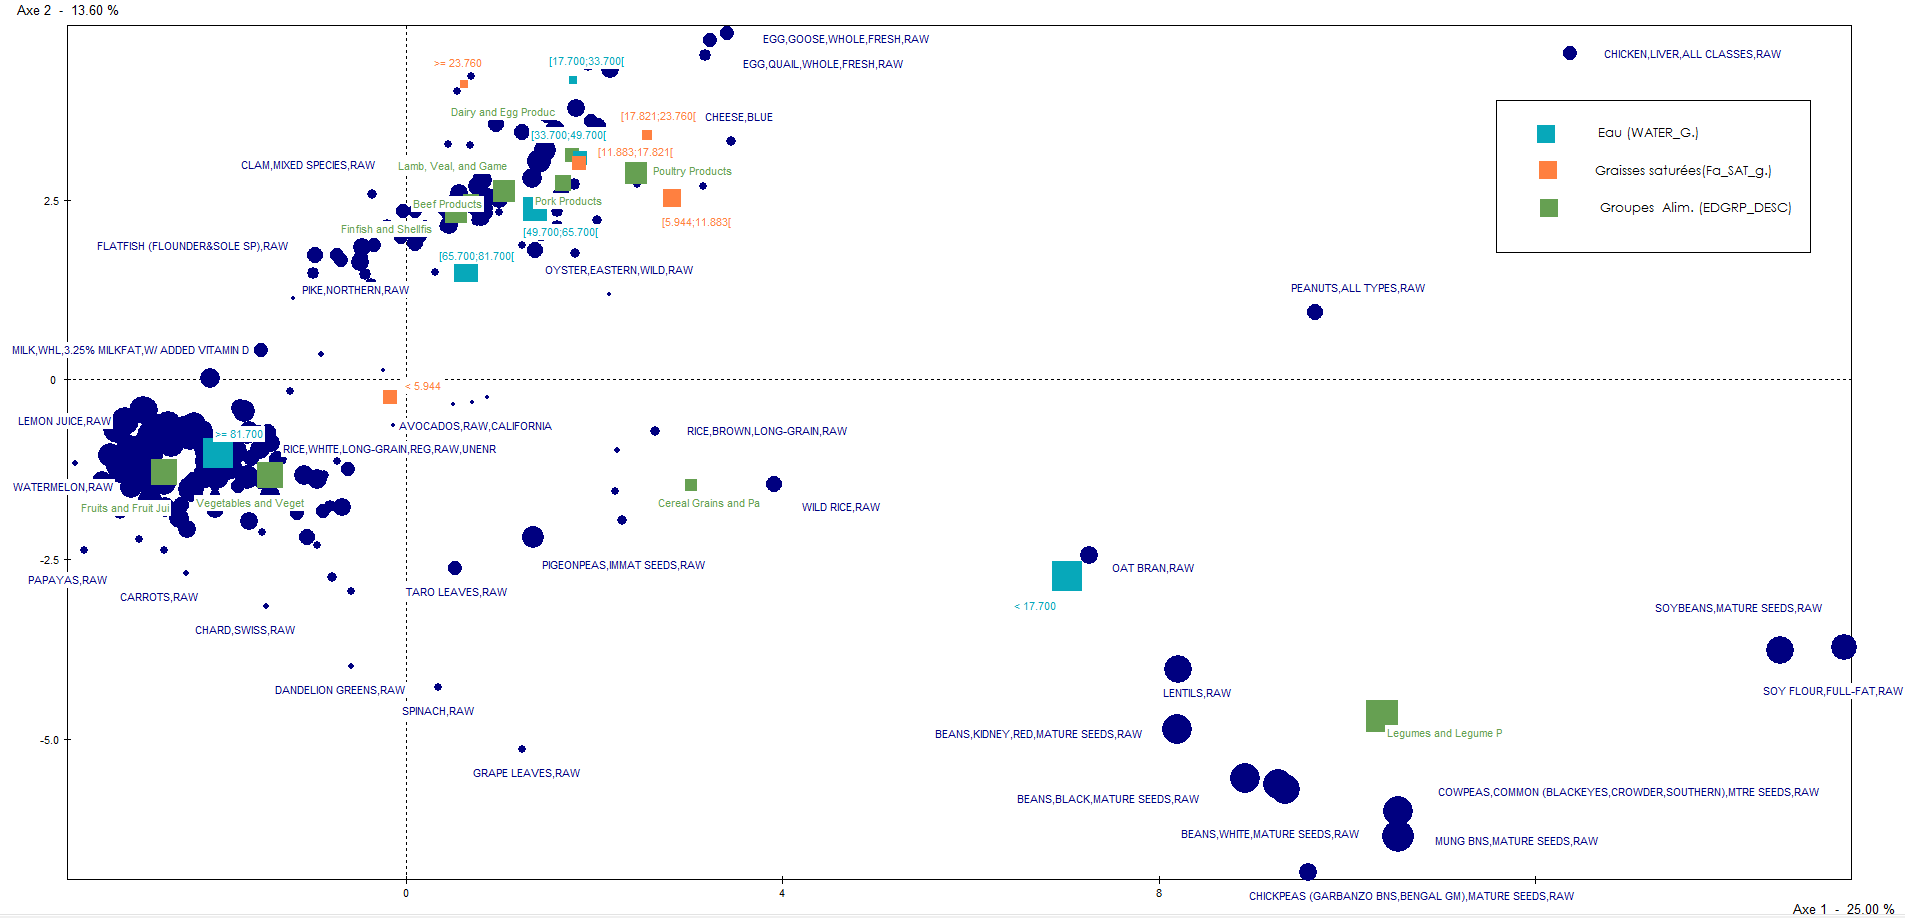 Axe 2 - 13.60 %
EGG,GOOSE,WHOLE,FRESH,RAW
CHICKEN,LIVER,ALL CLASSES,RAW
>= 23.760
[17.700;33.700[
EGG,QUAIL,WHOLE,FRESH,RAW
Dairy and Egg Produc
[17.821;23.760[
CHEESE,BLUE
[33.700;49.700[
Eau (WATER_G.)
[11.883;17.821[
CLAM,MIXED SPECIES,RAW
Lamb, Veal, and Game
Poultry Products
Graisses saturées(Fa_SAT_g.)
Beef Products
Pork Products
2.5
Groupes Alim. (EDGRP_DESC)
[5.944;11.883[
Finfish and Shellfis
[49.700;65.700[
FLATFISH (FLOUNDER&SOLE SP),RAW
[65.700;81.700[
OYSTER,EASTERN,WILD,RAW
PIKE,NORTHERN,RAW
PEANUTS,ALL TYPES,RAW
MILK,WHL,3.25% MILKFAT,W/ ADDED VITAMIN D
0
< 5.944
LEMON JUICE,RAW
AVOCADOS,RAW,CALIFORNIA
>= 81.700
RICE,BROWN,LONG-GRAIN,RAW
RICE,WHITE,LONG-GRAIN,REG,RAW,UNENR
WATERMELON,RAW
Fruits and Fruit Jui
Vegetables and Veget
Cereal Grains and Pa
WILD RICE,RAW
-2.5
PIGEONPEAS,IMMAT SEEDS,RAW
OAT BRAN,RAW
PAPAYAS,RAW
CARROTS,RAW
TARO LEAVES,RAW
< 17.700
SOYBEANS,MATURE SEEDS,RAW
CHARD,SWISS,RAW
DANDELION GREENS,RAW
LENTILS,RAW
SOY FLOUR,FULL-FAT,RAW
SPINACH,RAW
-5.0
BEANS,KIDNEY,RED,MATURE SEEDS,RAW
Legumes and Legume P
GRAPE LEAVES,RAW
BEANS,BLACK,MATURE SEEDS,RAW
COWPEAS,COMMON (BLACKEYES,CROWDER,SOUTHERN),MTRE SEEDS,RAW
BEANS,WHITE,MATURE SEEDS,RAW
MUNG BNS,MATURE SEEDS,RAW
0
4
8
CHICKPEAS (GARBANZO BNS,BENGAL GM),MATURE SEEDS,RAW
Axe 1 - 25.00 %